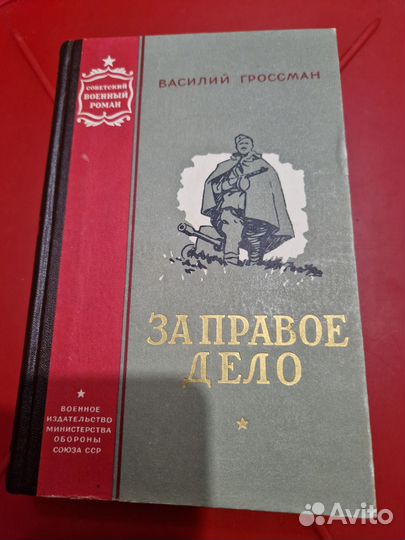 СОВЕТСКИЙ
ВОЕННЫЙ
РОМАН
ВАСИЛИЙ ГРОССМАН
ЗА ПРАВОЕ
ДЕЛО
ВОЕННОЕ
ИЗДАТЕЛЬСТВО
МИНИСТЕРСТВА
ОБОРОНЫ
СОЮЗА ССР
Avito